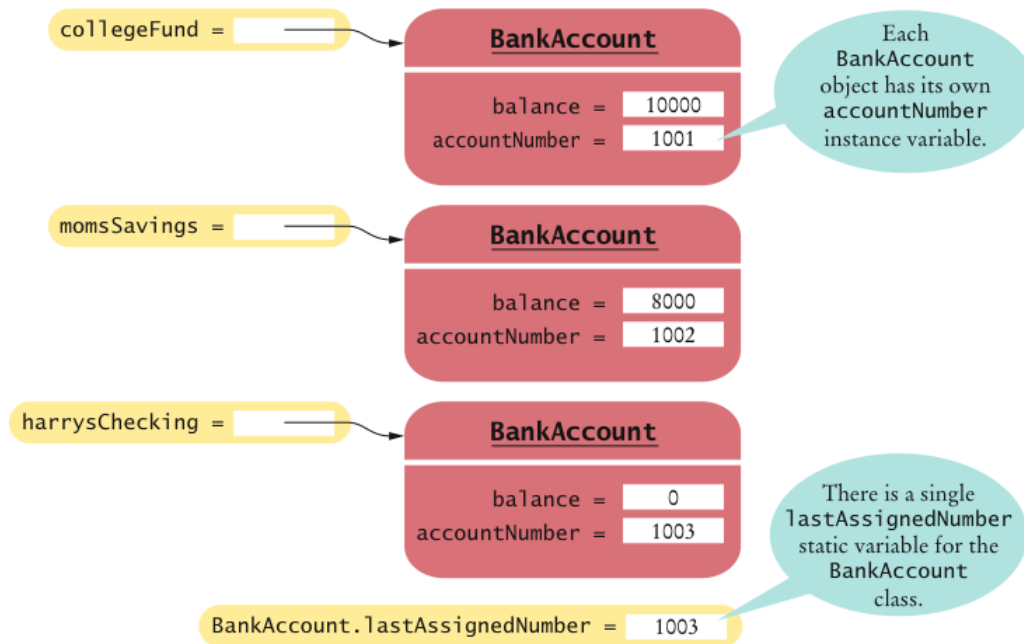 collegeFund =
BankAccount
balance = 10000
accountNumber = 1001
Each
BankAccount
object has its own
accountNumber
instance variable.
momsSavings =
BankAccount
balance = 8000
accountNumber = 1002
harrysChecking =
BankAccount
balance = 0
accountNumber = 1003
There is a single
lastAssignedNumber
static variable for the
BankAccount
class.
BankAccount.lastAssignedNumber = 1003